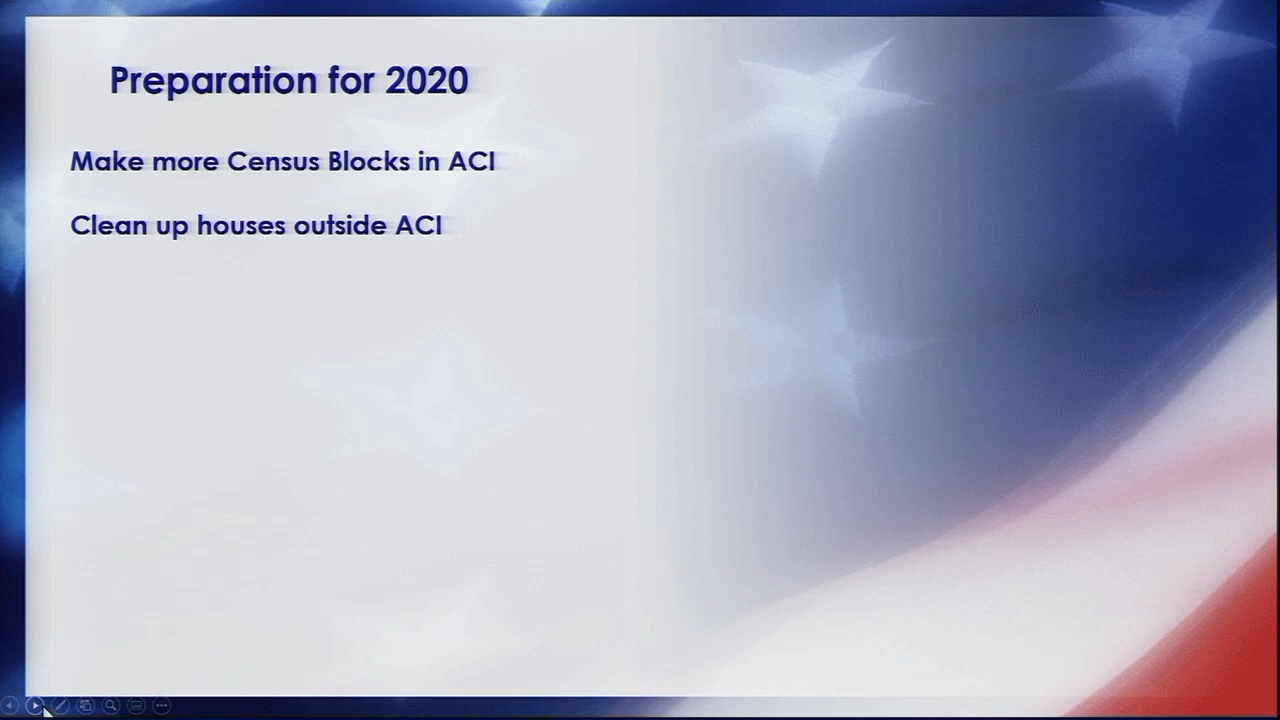 Preparation for 2020
Make more Census Blocks in ACI
Clean up houses outside ACI